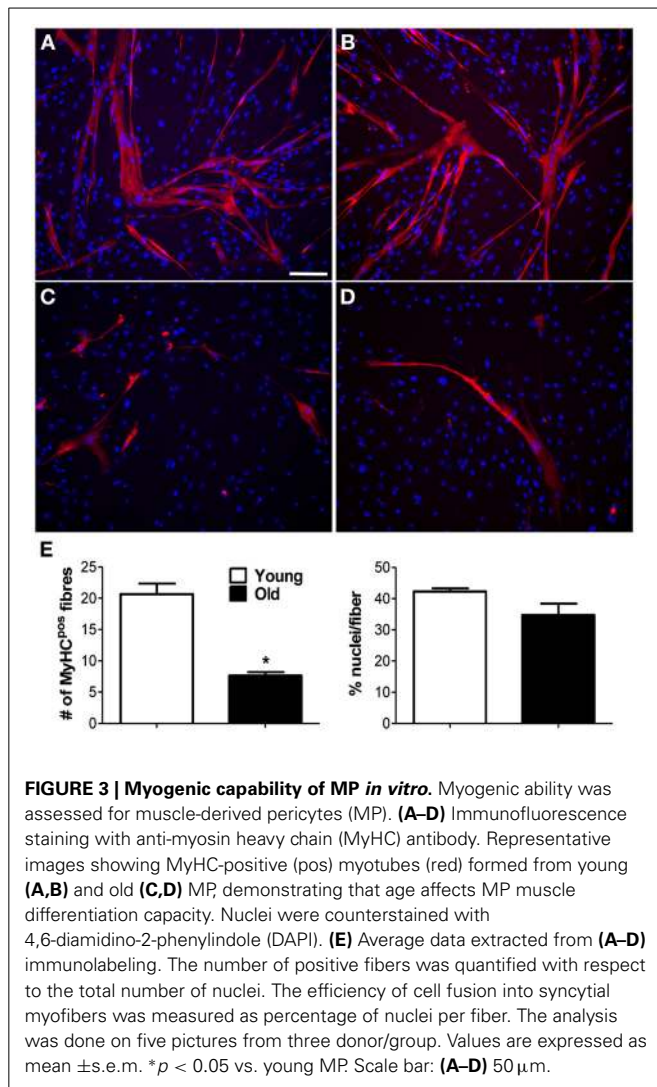 A
B
C
D
E
# of MyHCpos fibres
25
20
15
10
5
0
Young
Old
*
% nuclei/fiber
50
40
30
20
10
0
FIGURE 3 | Myogenic capability of MP in vitro. Myogenic ability was
assessed for muscle-derived pericytes (MP). (A–D) Immunofluorescence
staining with anti-myosin heavy chain (MyHC) antibody. Representative
images showing MyHC-positive (pos) myotubes (red) formed from young
(A,B) and old (C,D) MP, demonstrating that age affects MP muscle
differentiation capacity. Nuclei were counterstained with
4,6-diamidino-2-phenylindole (DAPI). (E) Average data extracted from (A–D)
immunolabeling. The number of positive fibers was quantified with respect
to the total number of nuclei. The efficiency of cell fusion into syncytial
myofibers was measured as percentage of nuclei per fiber. The analysis
was done on five pictures from three donor/group. Values are expressed as
mean ±s.e.m. *p < 0.05 vs. young MP. Scale bar: (A–D) 50 μm.